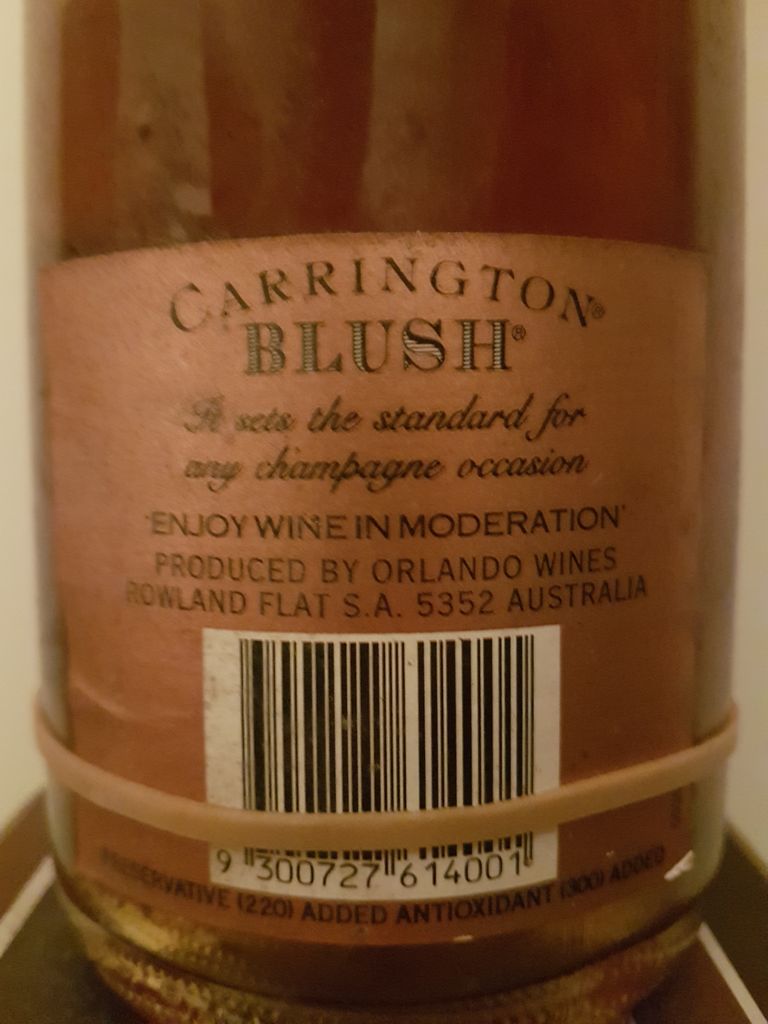 CARRINGTON®
BLUSH®
It sets the standard for
any champagne occasion
'ENJOY WINE IN MODERATION'
PRODUCED BY ORLANDO WINES
ROWLAND FLAT S.A. 5352 AUSTRALIA
9 300727 614001
PRESERVATIVE (220) ADDED ANTIOXIDANT (300) ADDED